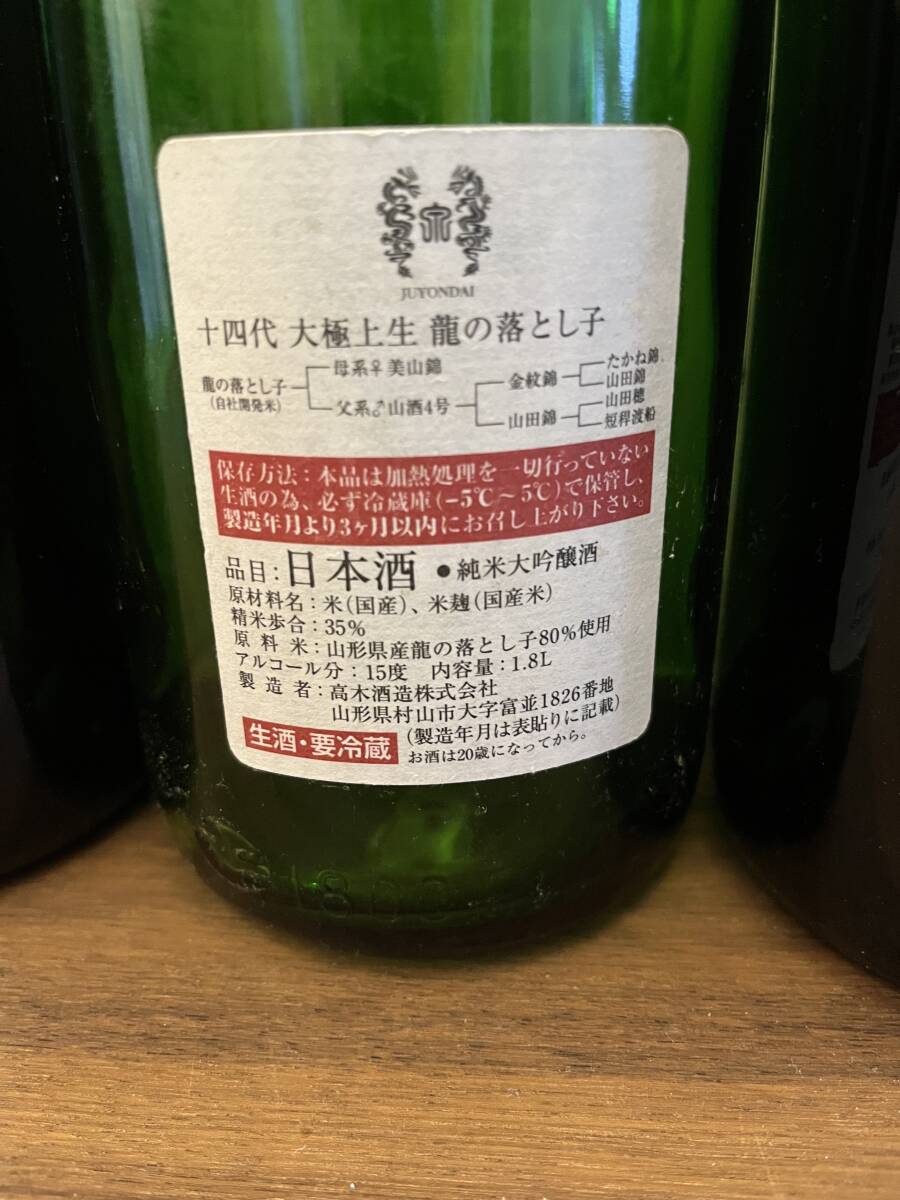 JUYONDAI
十四代 大極上生 龍の落とし子
龍の落とし子
(自社開発米)
母系♀ 美山錦
父系♂山酒4号
金紋錦
たかね錦
山田錦
山田錦
山田穂
短稈渡船
保存方法：本品は加熱処理を一切行っていない
生酒の為、必ず冷蔵庫(−5℃～5℃)で保管し、
製造年月より3ヶ月以内にお召し上がり下さい。
品目：日本酒 ●純米大吟醸酒
原材料名：米(国産)、米麹(国産米)
精米歩合：35%
原料米：山形県産龍の落とし子80%使用
アルコール分：15度 内容量：1.8L
製造者：高木酒造株式会社
山形県村山市大字富並1826番地
生酒・要冷蔵
(製造年月は表貼りに記載)
お酒は20歳になってから。